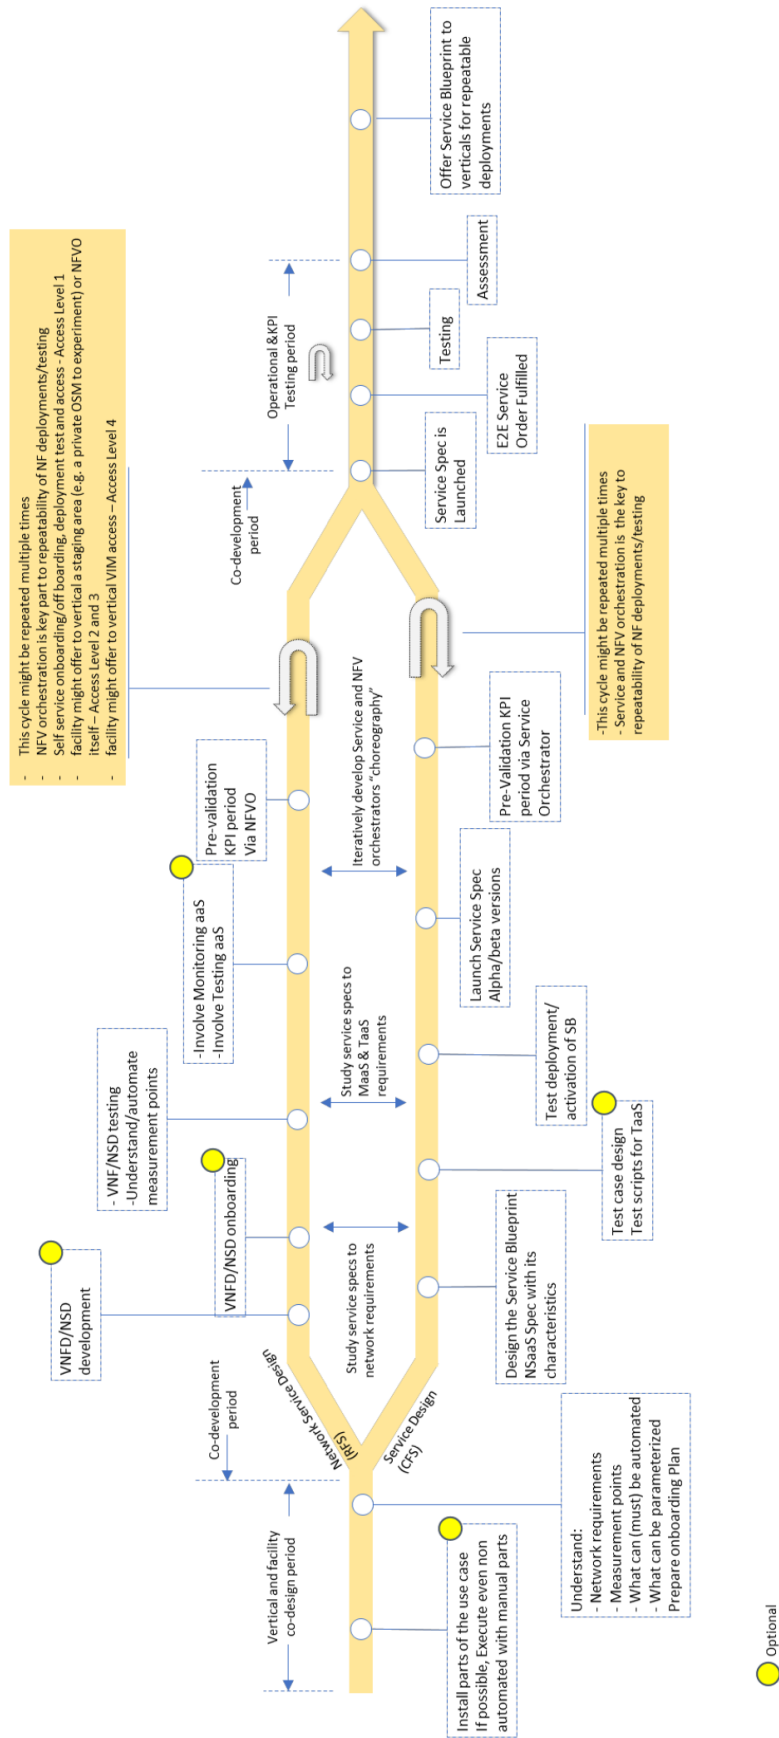 Vertical and facility
co-design period
Co-development
period
Network Service Design
(RFS)
Service Design
(CFS)
Install parts of the use case
If possible, Execute even non
automated with manual parts
Understand:
- Network requirements
- Measurement points
- What can (must) be automated
- What can be parameterized
Prepare onboarding Plan
VNFD/NSD
development
VNFD/NSD onboarding
- VNF/NSD testing
-Understand/automate
measurement points
-Involve Monitoring aaS
-Involve Testing aaS
Pre-validation
KPI period
Via NFVO
Study service specs to
network requirements
Study service specs to
MaaS & TaaS
requirements
Iteratively develop Service and NFV
orchestrators “choreography”
Design the Service Blueprint
NSaaS Spec with its
characteristics
Test case design
Test scripts for TaaS
Test deployment/
activation of SB
Launch Service Spec
Alpha/beta versions
Pre-Validation KPI
period via Service
Orchestrator
- This cycle might be repeated multiple times
- NFV orchestration is key part to repeatability of NF deployments/testing
- Self service onboarding/off boarding, deployment test and access - Access Level 1
- facility might offer to vertical a staging area (e.g. a private OSM to experiment) or NFVO
itself – Access Level 2 and 3
- facility might offer to vertical VIM access – Access Level 4
-This cycle might be repeated multiple times
- Service and NFV orchestration is the key to
repeatability of NF deployments/testing
Co-development
period
Operational &KPI
Testing period
Service Spec is
Launched
E2E Service
Order Fulfilled
Testing
Assessment
Offer Service Blueprint to
verticals for repeatable
deployments
Optional